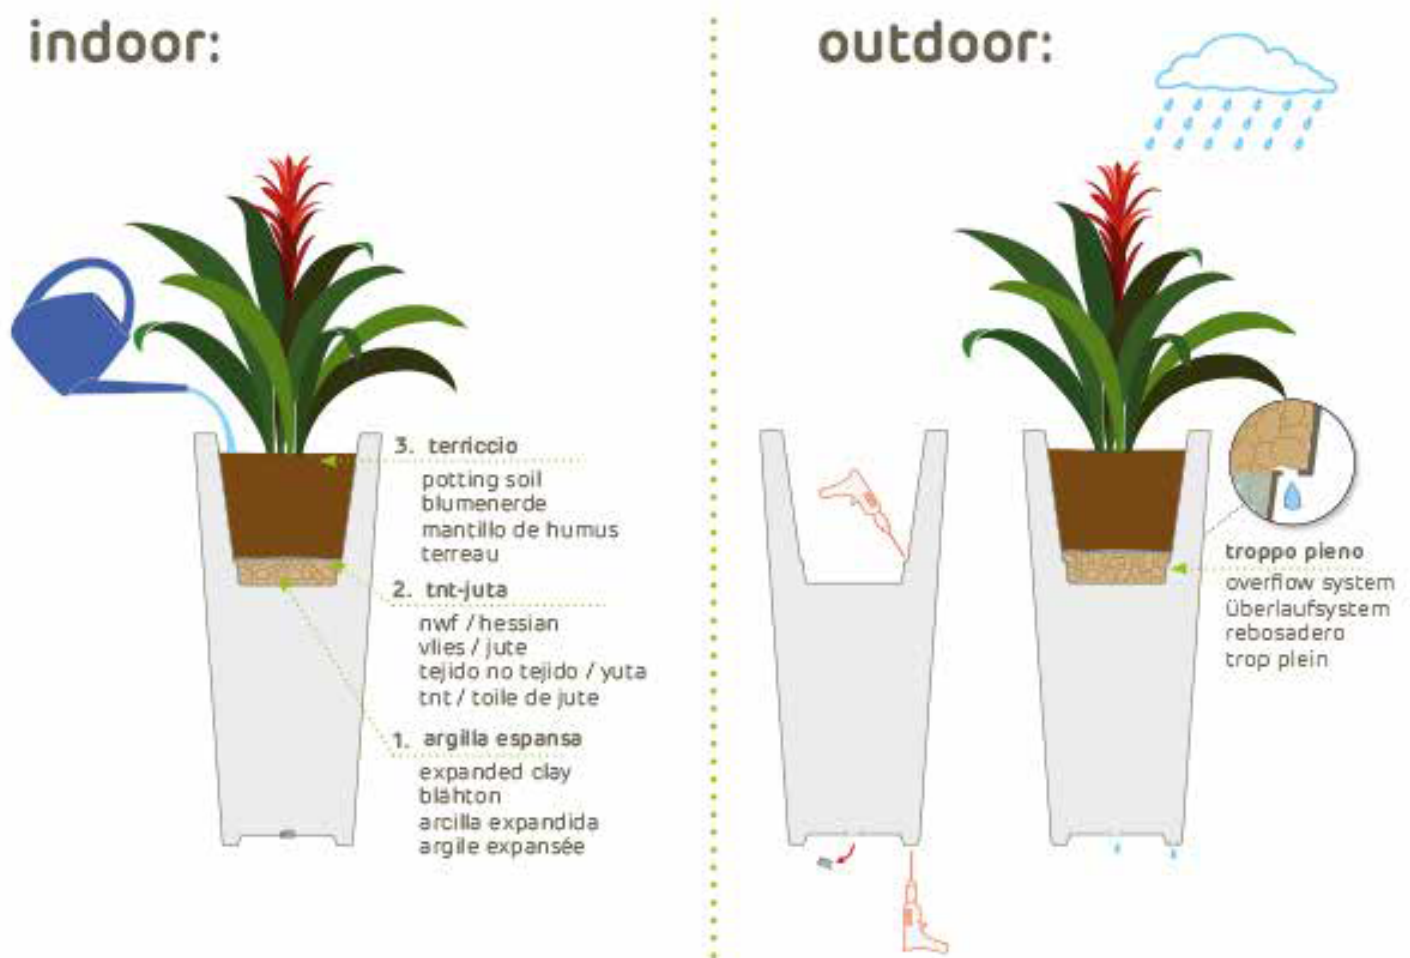 indoor:
3. terriccio
potting soil
blumenerde
mantillo de humus
terreau
2. tnt-juta
nwf / hessian
vlies / jute
tejido no tejido / yuta
tnt / toile de jute
1. argilla espansa
expanded clay
blähton
arcilla expandida
argile expansée
outdoor:
troppo pieno
overflow system
überlaufsystem
rebosadero
trop plein